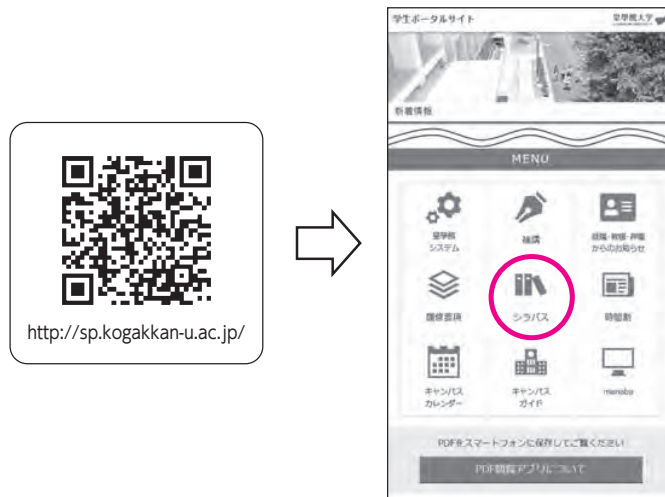 http://sp.kogakkan-u.ac.jp/
学生ポータルサイト
皇學館大学
新着情報
MENU
皇学館
システム
補講
就職・教職・神職
からのお知らせ
履修要項
シラバス
時間割
キャンパス
カレンダー
キャンパス
ガイド
manaba
PDFをスマートフォンに保存してご覧ください
PDF閲覧アプリについて